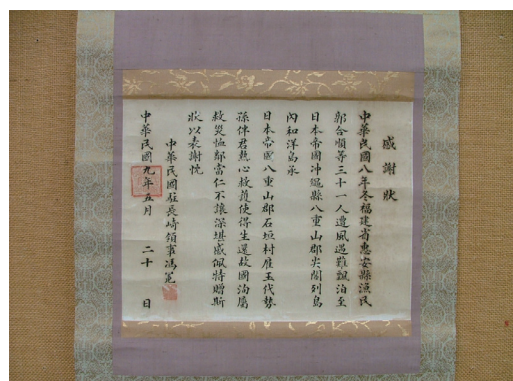 感謝狀
中華民國八年冬福建省惠安縣漁民
郭合順等三十一人遭風遇難飄泊至
日本帝國沖繩縣八重山郡尖閣列島
內和洋島承
日本帝國八重山郡石垣村雇玉代勢
孫伴君熱心救護使得生還故國洵屬
救災恤鄰當仁不讓深堪感佩特贈斯
狀以表謝忱
中華民國駐長崎領事馮冕
中華民國九年五月二十日